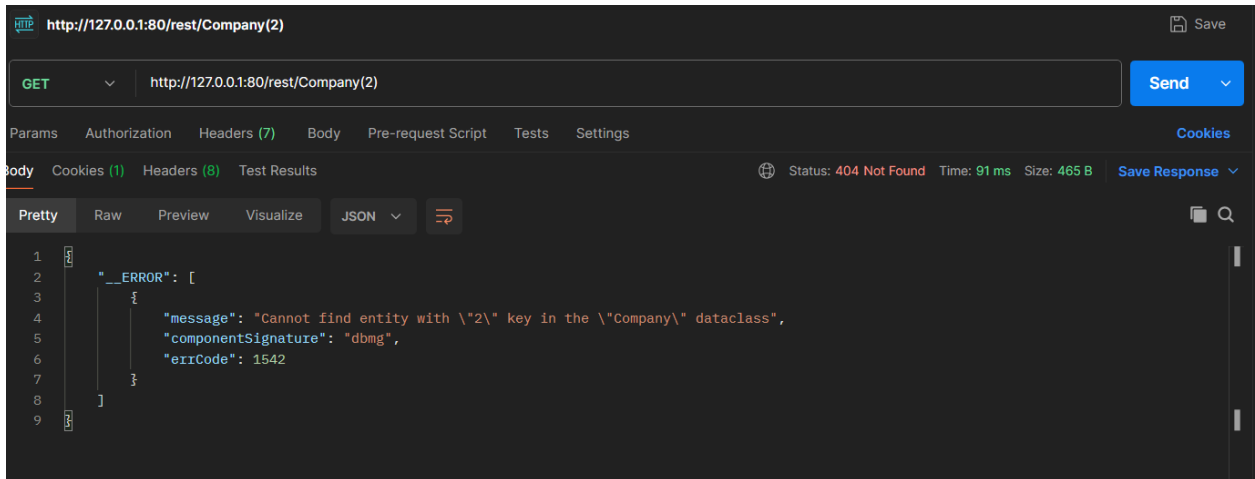 HTTP http://127.0.0.1:80/rest/Company(2) Save
GET http://127.0.0.1:80/rest/Company(2) Send
Params Authorization Headers (7) Body Pre-request Script Tests Settings Cookies
Body Cookies (1) Headers (8) Test Results Status: 404 Not Found Time: 91 ms Size: 465 B Save Response
Pretty Raw Preview Visualize JSON
1 {
2 "__ERROR": [
3 {
4 "message": "Cannot find entity with \"2\" key in the \"Company\" dataclass",
5 "componentSignature": "dbmg",
6 "errCode": 1542
7 }
8 ]
9 }